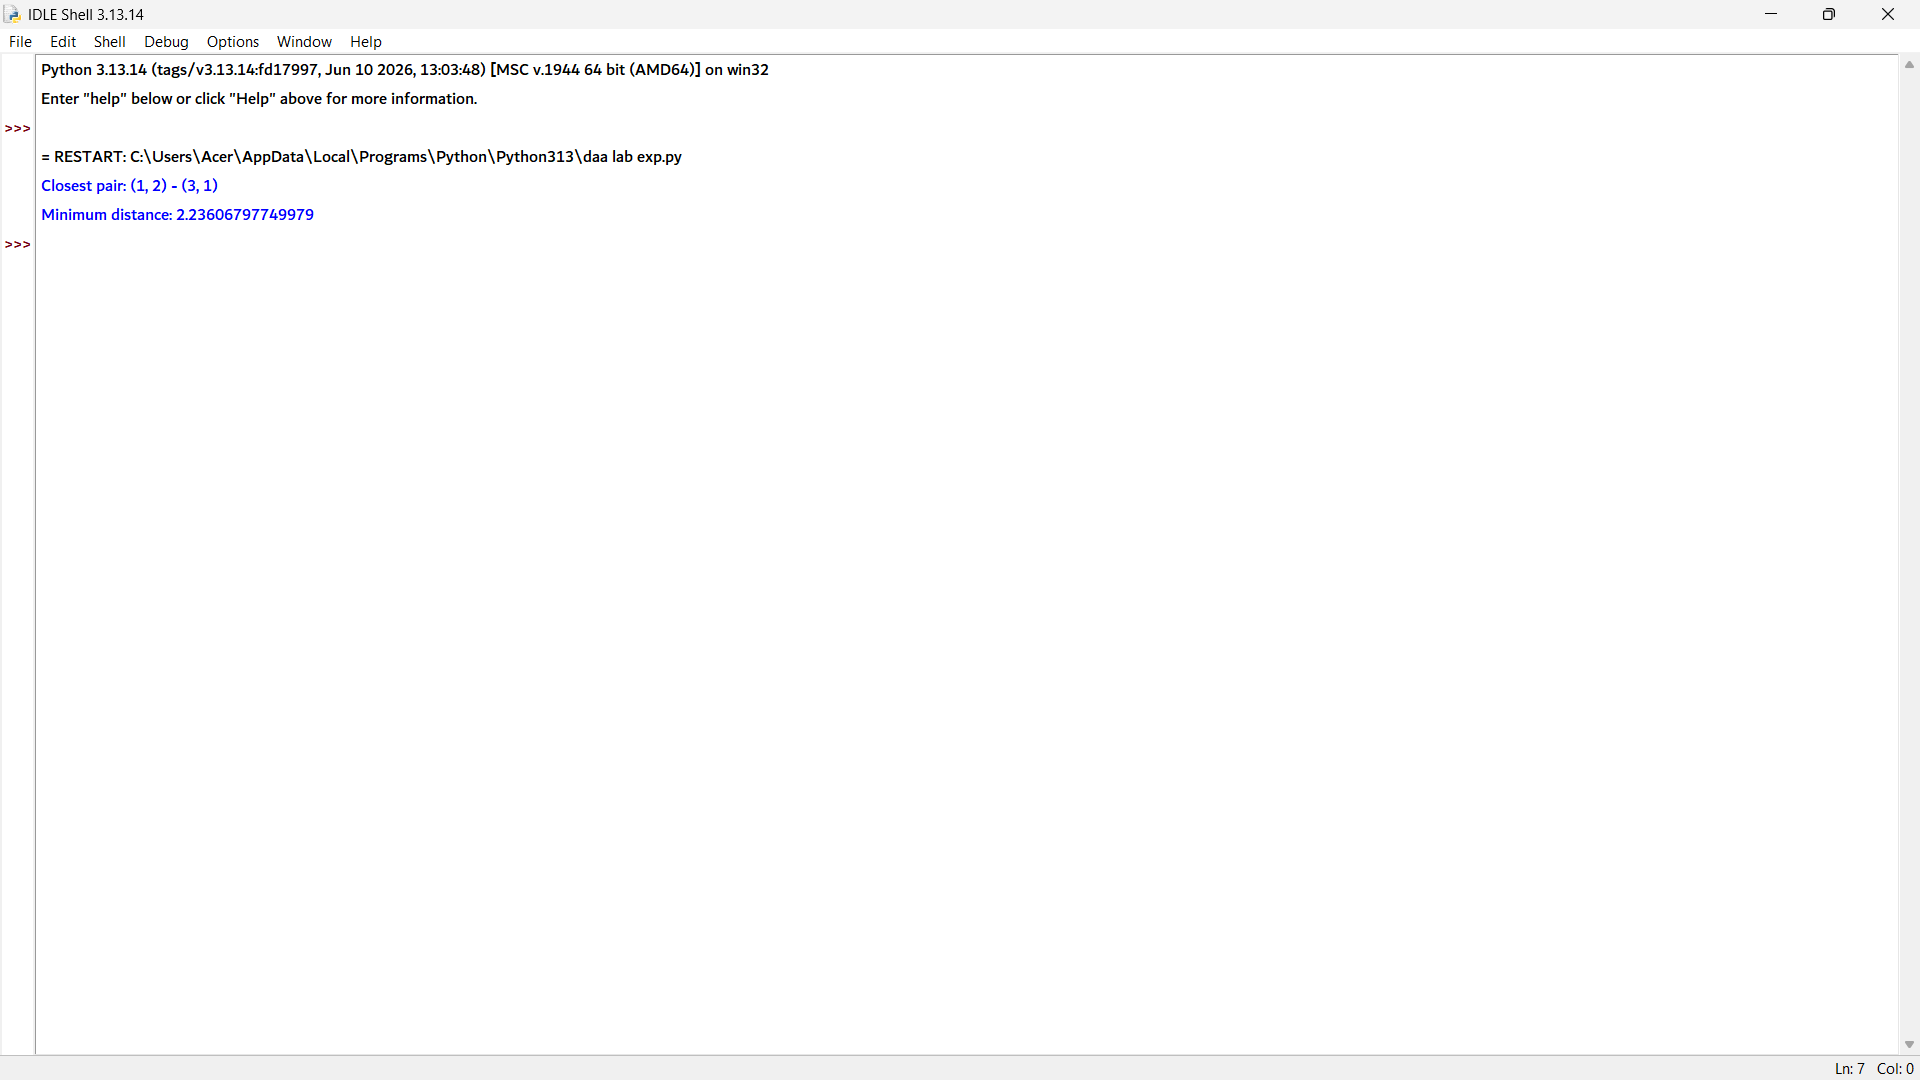 IDLE Shell 3.13.14
File Edit Shell Debug Options Window Help
Python 3.13.14 (tags/v3.13.14:fd17997, Jun 10 2026, 13:03:48) [MSC v.1944 64 bit (AMD64)] on win32
Enter "help" below or click "Help" above for more information.
>>>
= RESTART: C:\Users\Acer\AppData\Local\Programs\Python\Python313\daa lab exp.py
Closest pair: (1, 2) - (3, 1)
Minimum distance: 2.23606797749979
>>>
Ln: 7 Col: 0